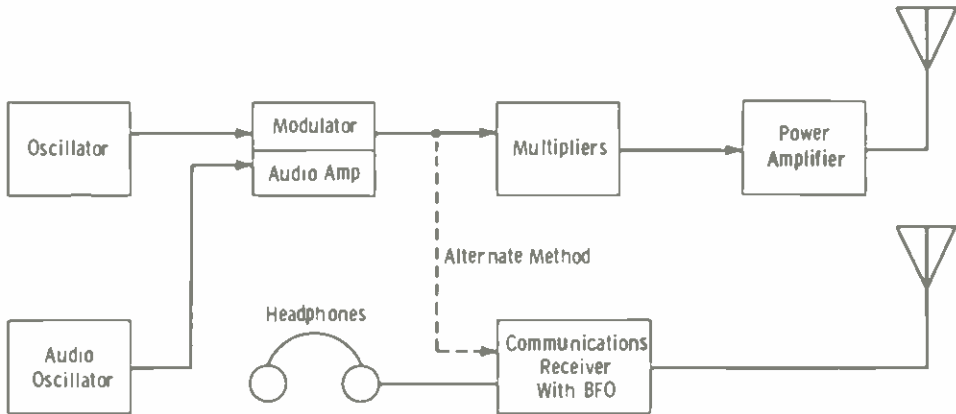 Oscillator
Modulator
Audio Amp
Multipliers
Power
Amplifier
Alternate Method
Headphones
Audio
Oscillator
Communications
Receiver
With BFO